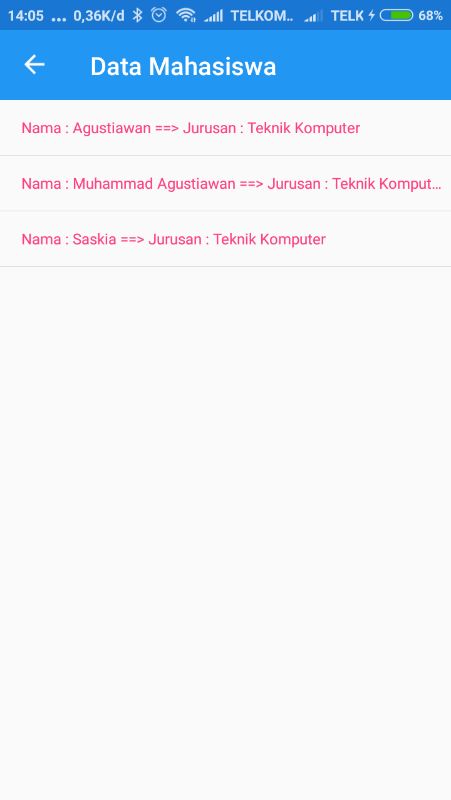 14:05 ... 0,36K/d TELKOM.. TELK 68%
Data Mahasiswa
Nama : Agustiawan ==> Jurusan : Teknik Komputer
Nama : Muhammad Agustiawan ==> Jurusan : Teknik Komput...
Nama : Saskia ==> Jurusan : Teknik Komputer